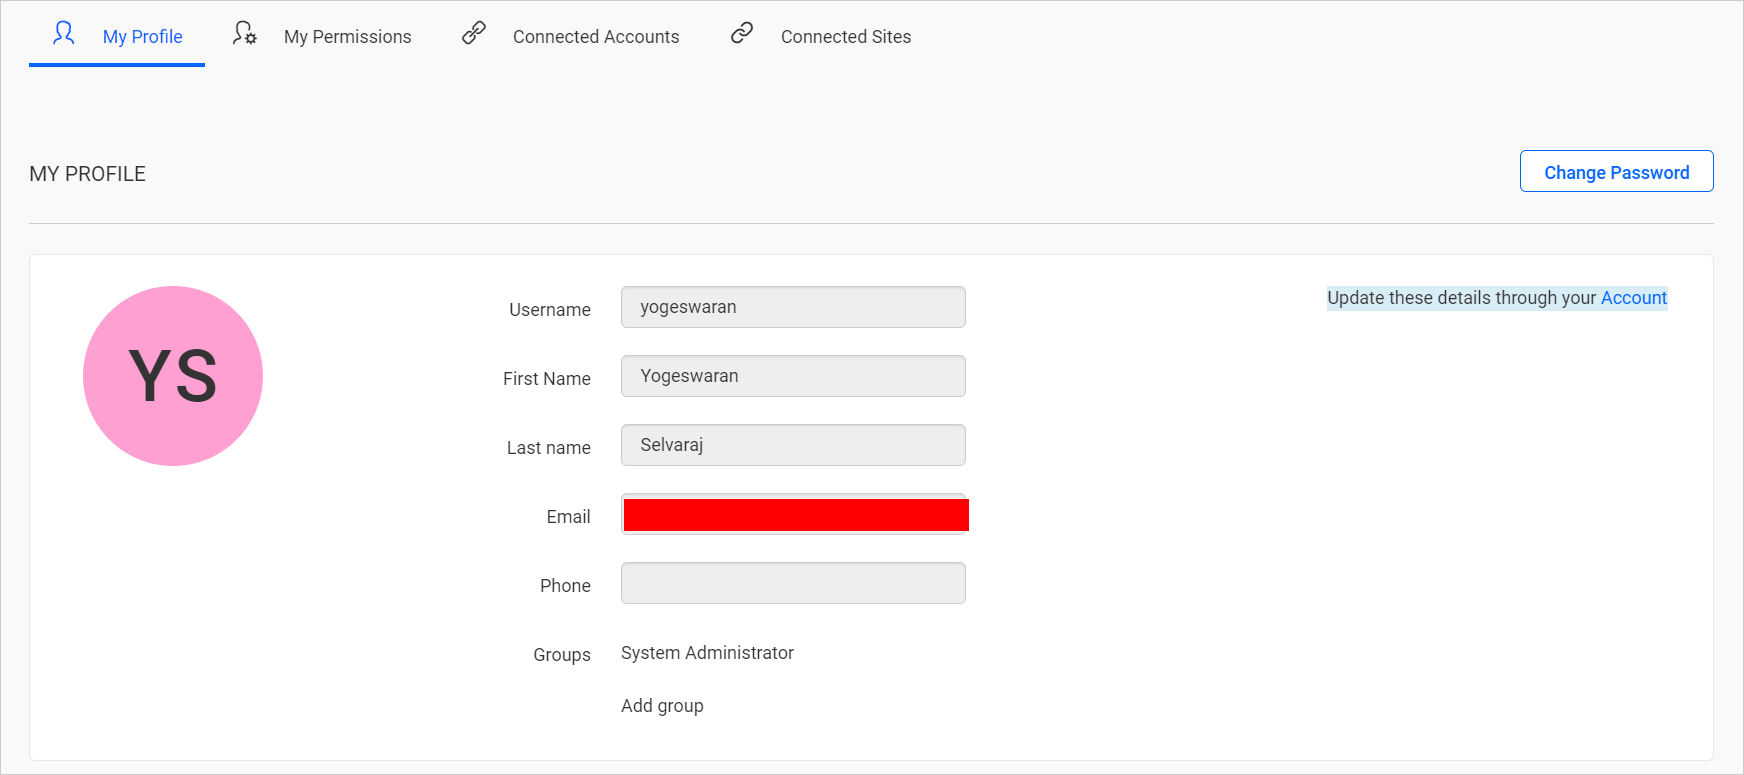 My Profile My Permissions Connected Accounts Connected Sites
MY PROFILE Change Password
YS
Username yogeswaran Update these details through your Account
First Name Yogeswaran
Last name Selvaraj
Email
Phone
Groups System Administrator
Add group